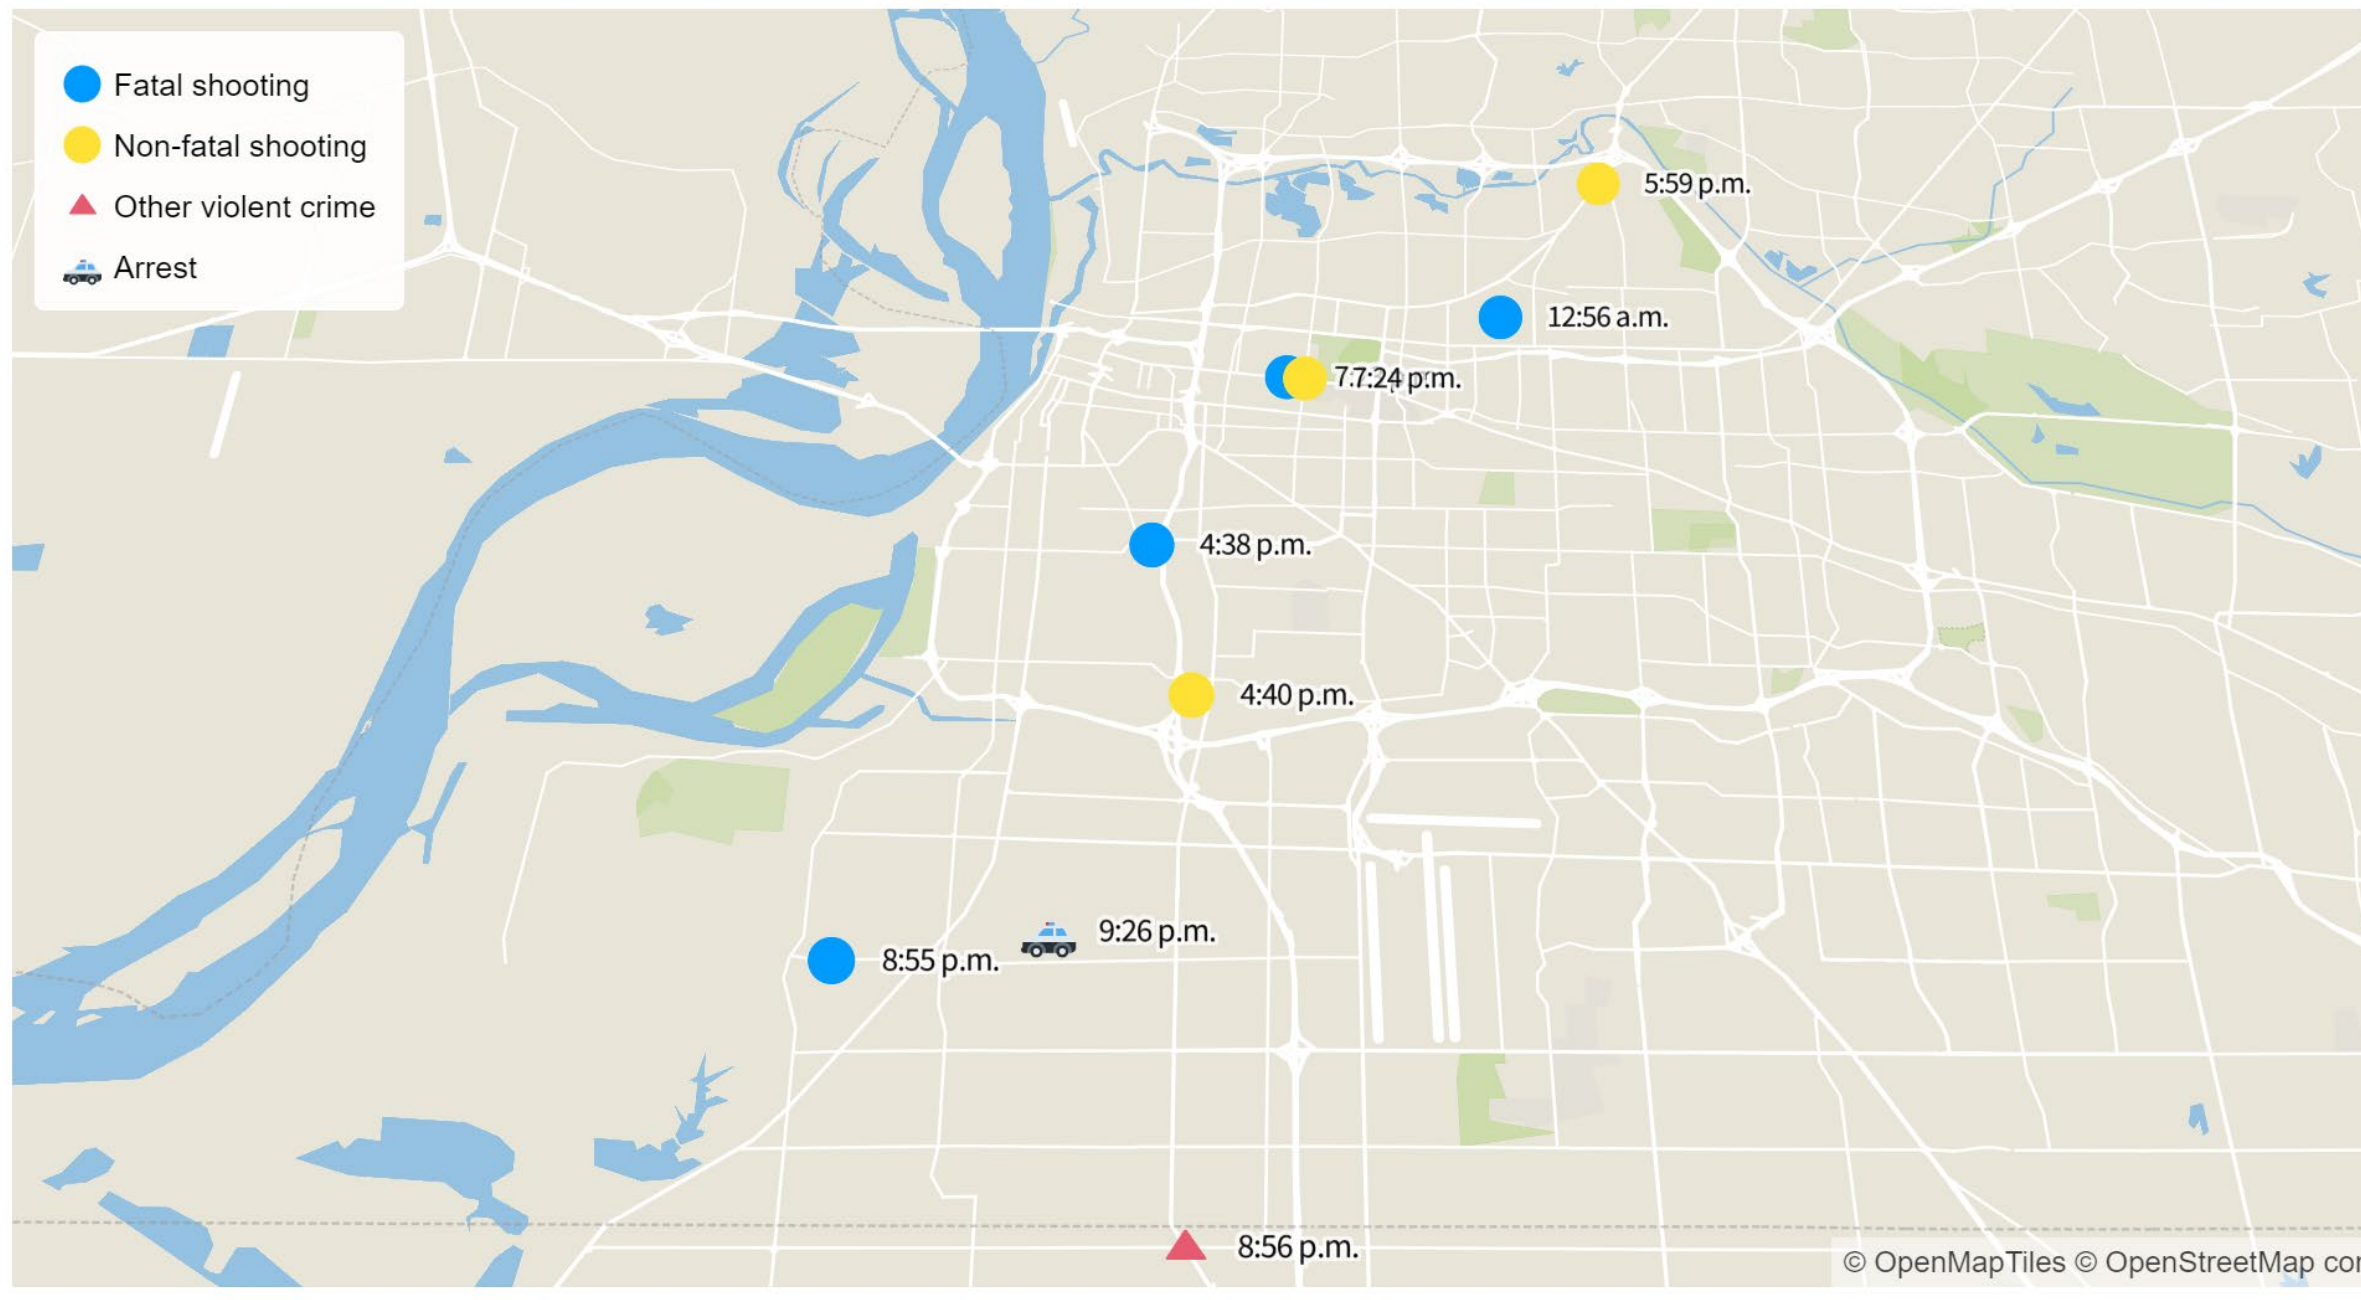 Fatal shooting
Non-fatal shooting
Other violent crime
Arrest
5:59 p.m.
12:56 a.m.
7:24 p.m.
4:38 p.m.
4:40 p.m.
9:26 p.m.
8:55 p.m.
8:56 p.m.
© OpenMapTiles © OpenStreetMap